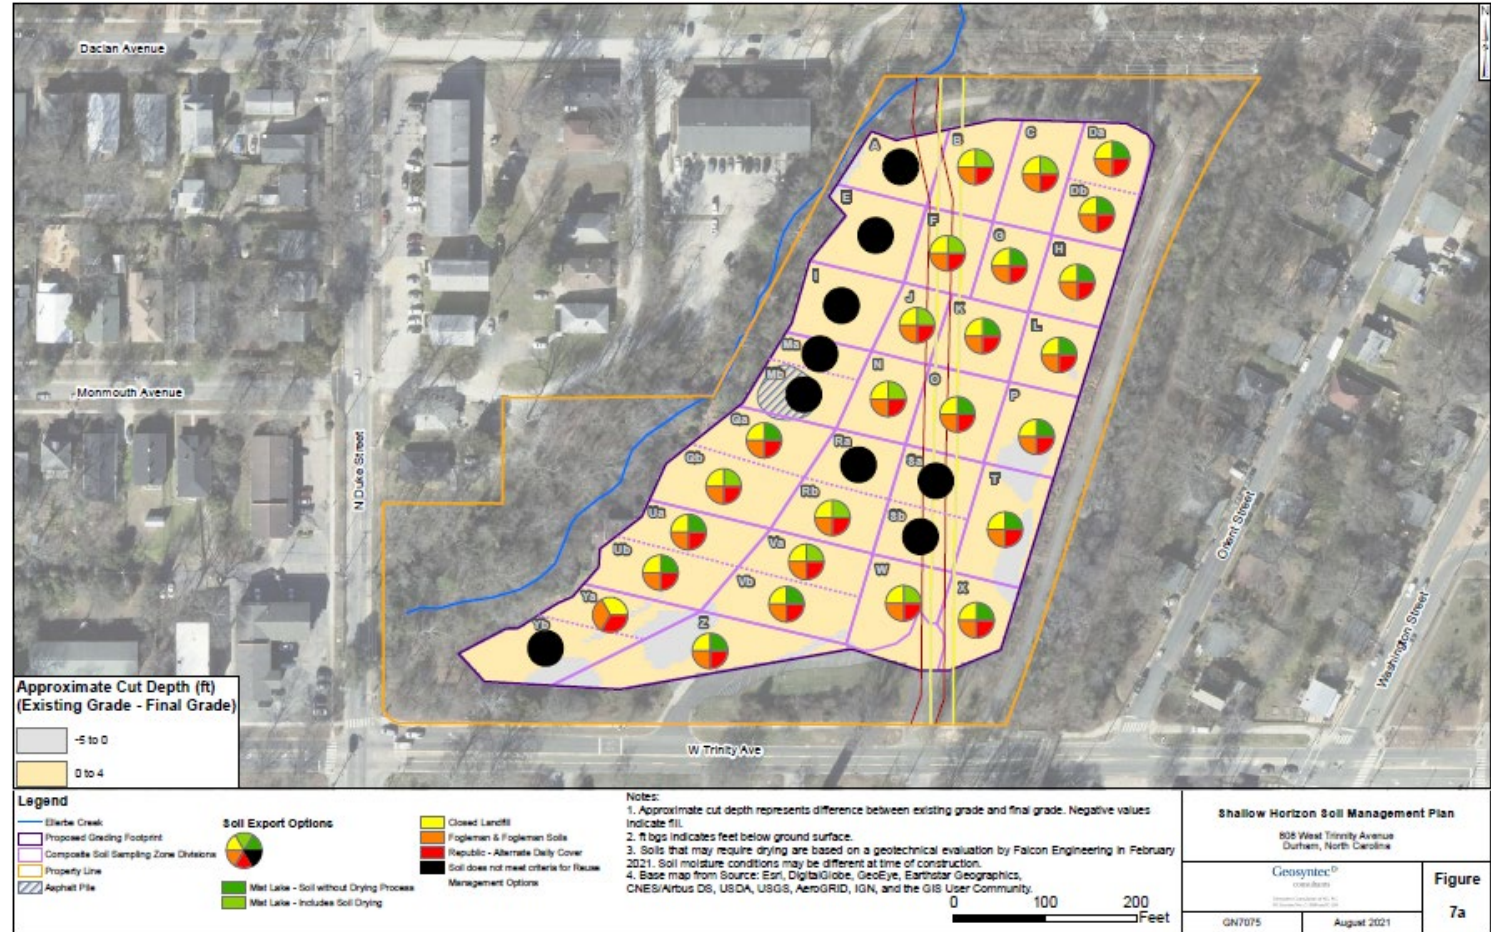 N
Dacian Avenue
Monmouth Avenue
N Duke Street
W Trinity Ave
Orient Street
Washington Street
A
B
C
Da
Db
E
F
G
H
I
J
K
L
Ma
Mb
N
O
P
Qa
Qb
Ra
Rb
Sa
Sb
T
Ua
Ub
Va
Vb
W
X
Ya
Yb
Z
Approximate Cut Depth (ft)
(Existing Grade - Final Grade)
-5 to 0
0 to 4
Legend
Ellerbe Creek
Proposed Grading Footprint
Composite Soil Sampling Zone Divisions
Property Line
Asphalt Pile
Soil Export Options
Mist Lake - Soil without Drying Process
Mist Lake - Includes Soil Drying
Closed Landfill
Fogleman & Fogleman Soils
Republic - Alternate Daily Cover
Soil does not meet criteria for Reuse
Management Options
Notes:
1. Approximate cut depth represents difference between existing grade and final grade. Negative values
indicate fill.
2. ft bgs indicates feet below ground surface.
3. Soils that may require drying are based on a geotechnical evaluation by Falcon Engineering in February
2021. Soil moisture conditions may be different at time of construction.
4. Base map from Source: Esri, DigitalGlobe, GeoEye, Earthstar Geographics,
CNES/Airbus DS, USDA, USGS, AeroGRID, IGN, and the GIS User Community.
0 100 200
Feet
Shallow Horizon Soil Management Plan
808 West Trinnity Avenue
Durham, North Carolina
Geosyntec
consultants
Figure
7a
GN7075
August 2021